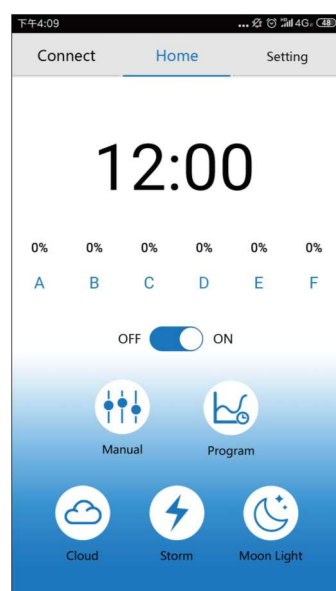 下午4:09 ... 4G 48
Connect Home Setting
12:00
0% 0% 0% 0% 0% 0%
A B C D E F
OFF ON
Manual Program
Cloud Storm Moon Light